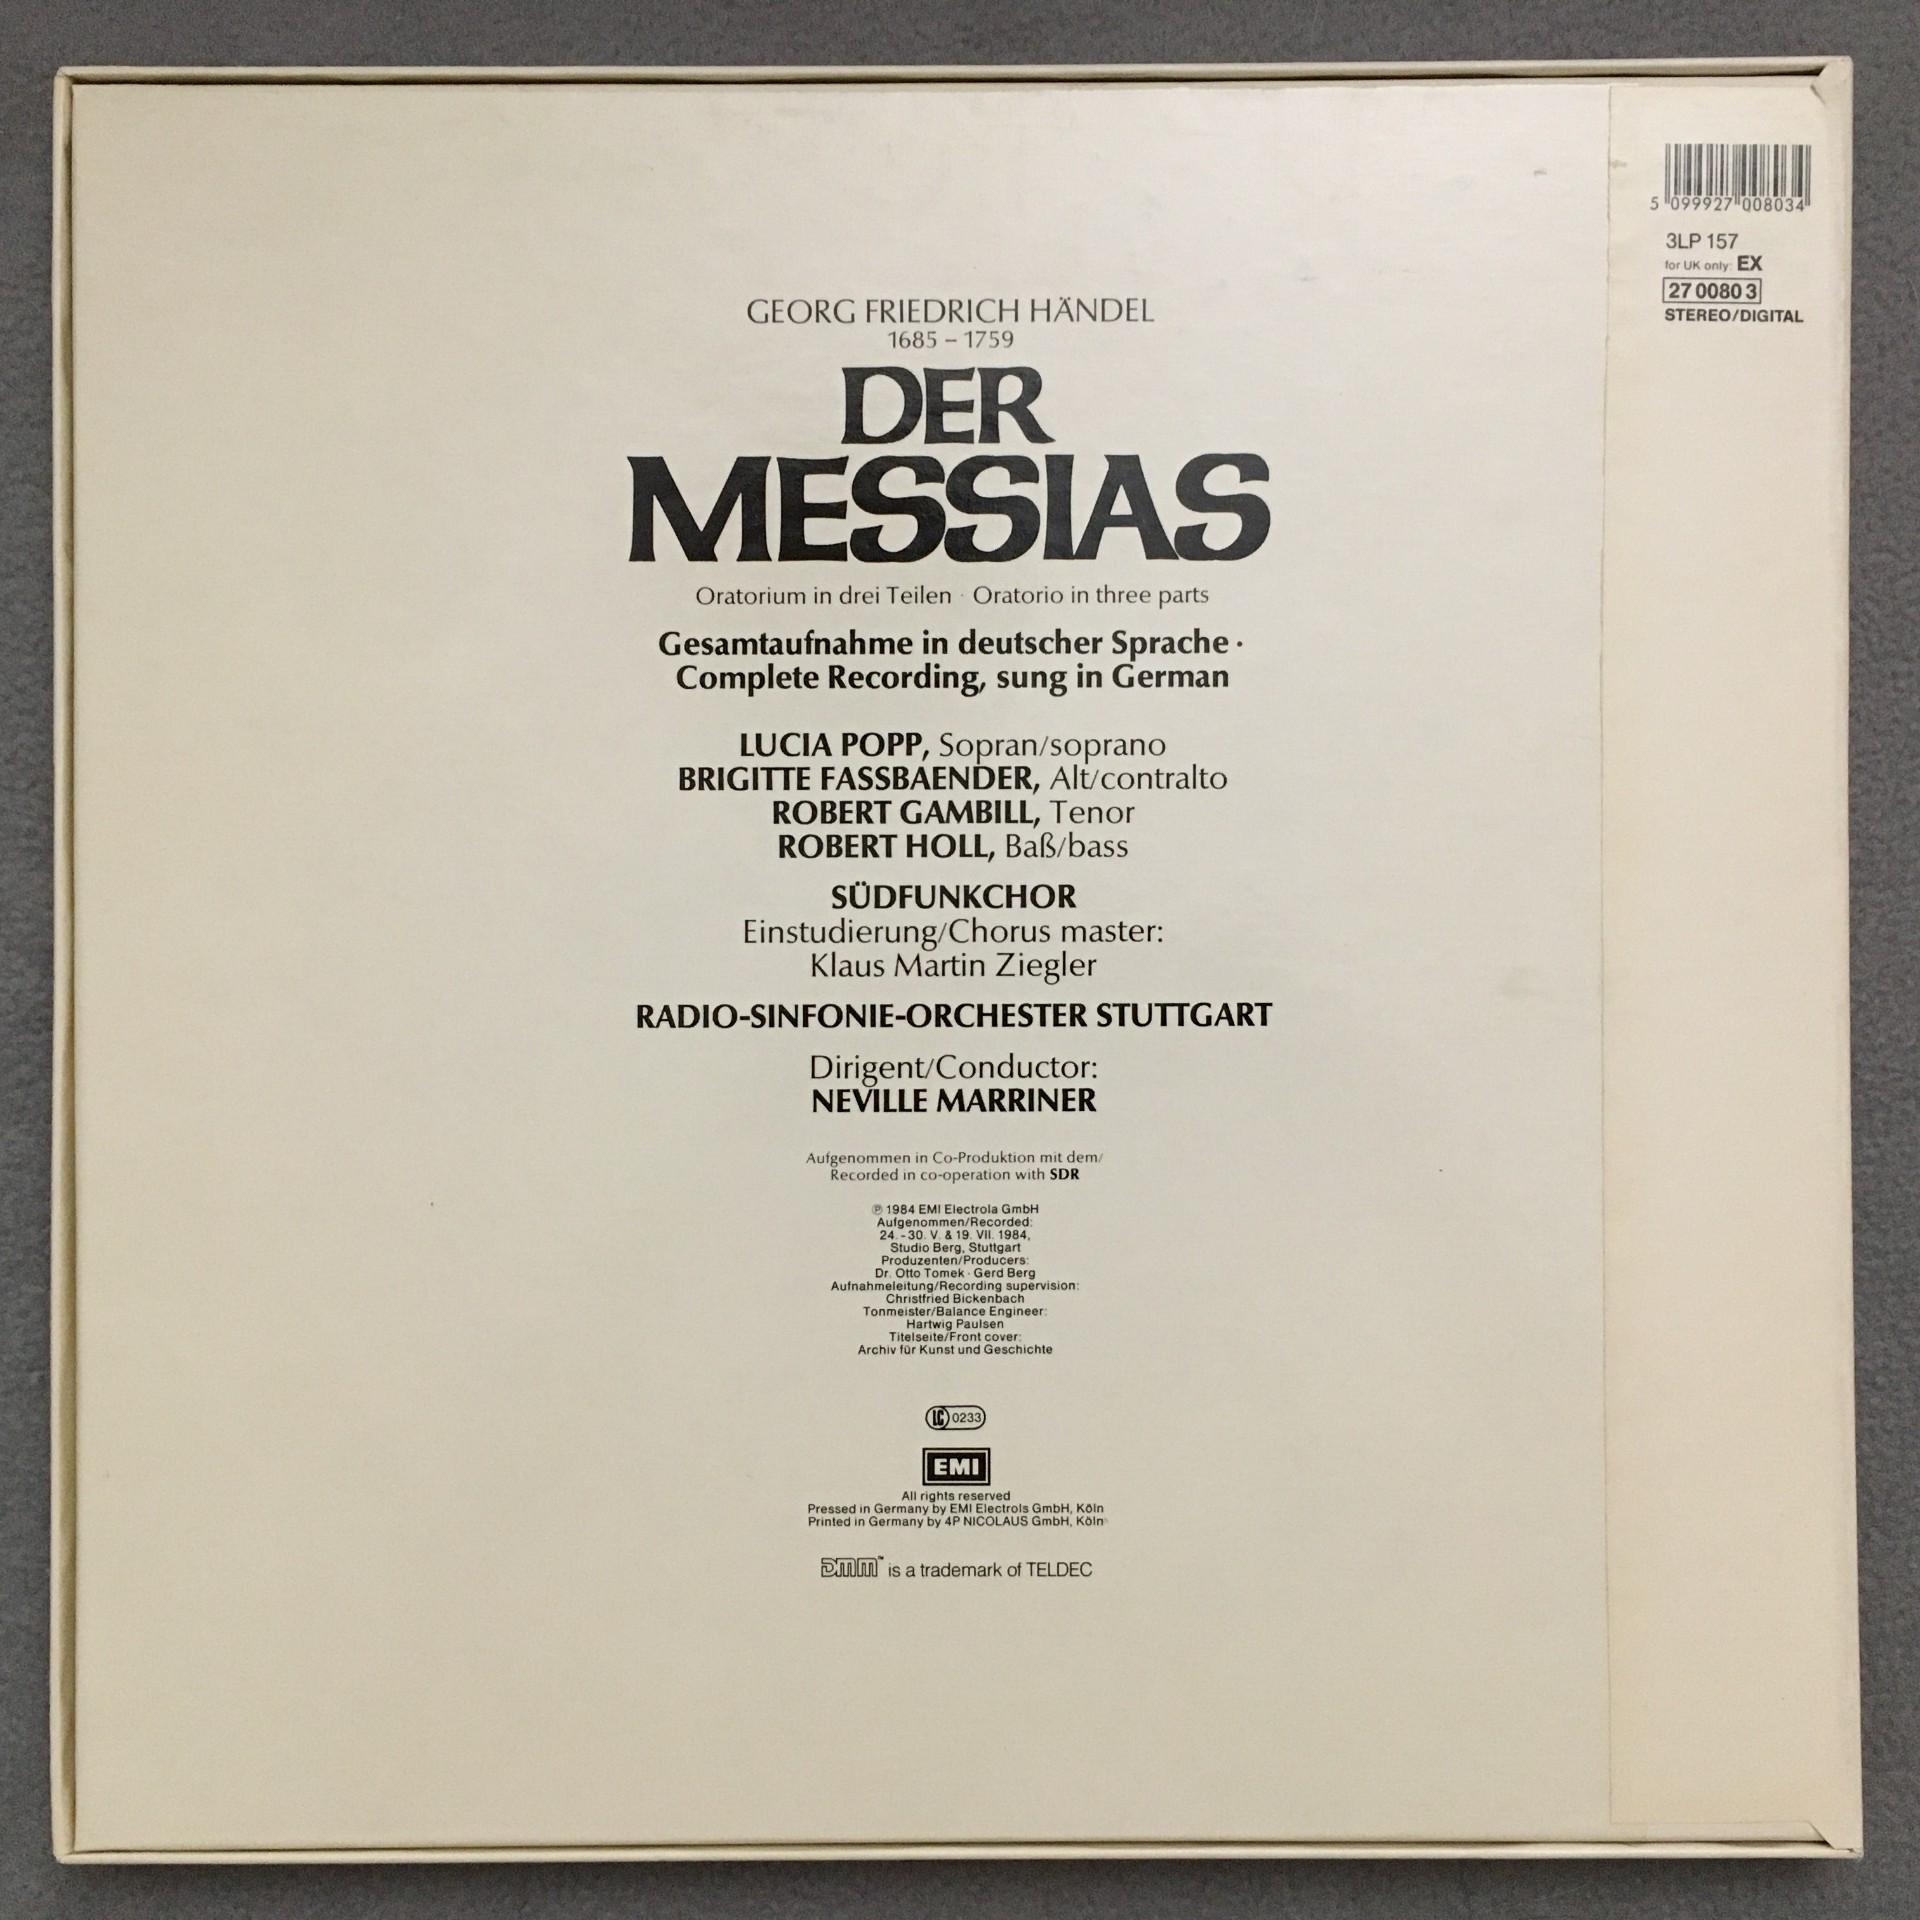 5 099927 008034
3LP 157
for UK only: EX
27 0080 3
STEREO/DIGITAL
GEORG FRIEDRICH HÄNDEL
1685 – 1759
DER
MESSIAS
Oratorium in drei Teilen · Oratorio in three parts
Gesamtaufnahme in deutscher Sprache ·
Complete Recording, sung in German
LUCIA POPP, Sopran/soprano
BRIGITTE FASSBAENDER, Alt/contralto
ROBERT GAMBILL, Tenor
ROBERT HOLL, Baß/bass
SÜDFUNKCHOR
Einstudierung/Chorus master:
Klaus Martin Ziegler
RADIO-SINFONIE-ORCHESTER STUTTGART
Dirigent/Conductor:
NEVILLE MARRINER
Aufgenommen in Co-Produktion mit dem/
Recorded in co-operation with SDR
℗ 1984 EMI Electrola GmbH
Aufgenommen/Recorded:
24.-30. V. & 19. VII. 1984,
Studio Berg, Stuttgart
Produzenten/Producers:
Dr. Otto Tomek · Gerd Berg
Aufnahmeleitung/Recording supervision:
Christfried Bickenbach
Tonmeister/Balance Engineer:
Hartwig Paulsen
Titelseite/Front cover:
Archiv für Kunst und Geschichte
LC 0233
EMI
All rights reserved
Pressed in Germany by EMI Electrols GmbH, Köln
Printed in Germany by 4P NICOLAUS GmbH, Köln
DMM™ is a trademark of TELDEC